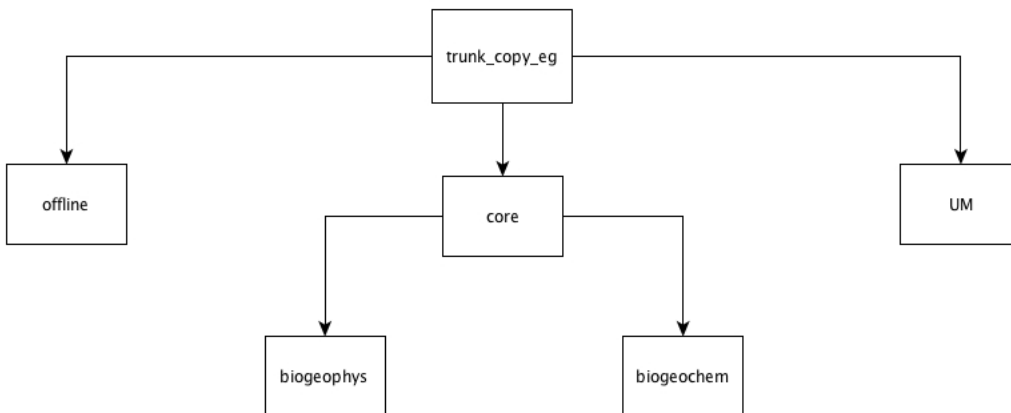 trunk_copy_eg
offline
core
UM
biogeophys
biogeochem